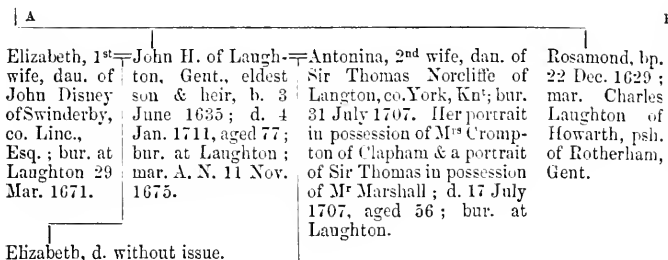 A
Elizabeth, 1st
wife, dau. of
John Disney
of Swinderby,
co. Linc.,
Esq. ; bur. at
Laughton 29
Mar. 1671.
John H. of Laugh-
ton, Gent., eldest
son & heir, b. 3
June 1635 ; d. 4
Jan. 1711, aged 77 ;
bur. at Laughton ;
mar. A. N. 11 Nov.
1675.
Antonina, 2nd wife, dau. of
Sir Thomas Norcliffe of
Langton, co. York, Knt; bur.
31 July 1707. Her portrait
in possession of Mrs Cromp-
ton of Clapham & a portrait
of Sir Thomas in possession
of Mr Marshall ; d. 17 July
1707, aged 56 ; bur. at
Laughton.
Rosamond, bp.
22 Dec. 1629 ;
mar. Charles
Laughton of
Howarth, psh.
of Rotherham,
Gent.
Elizabeth, d. without issue.